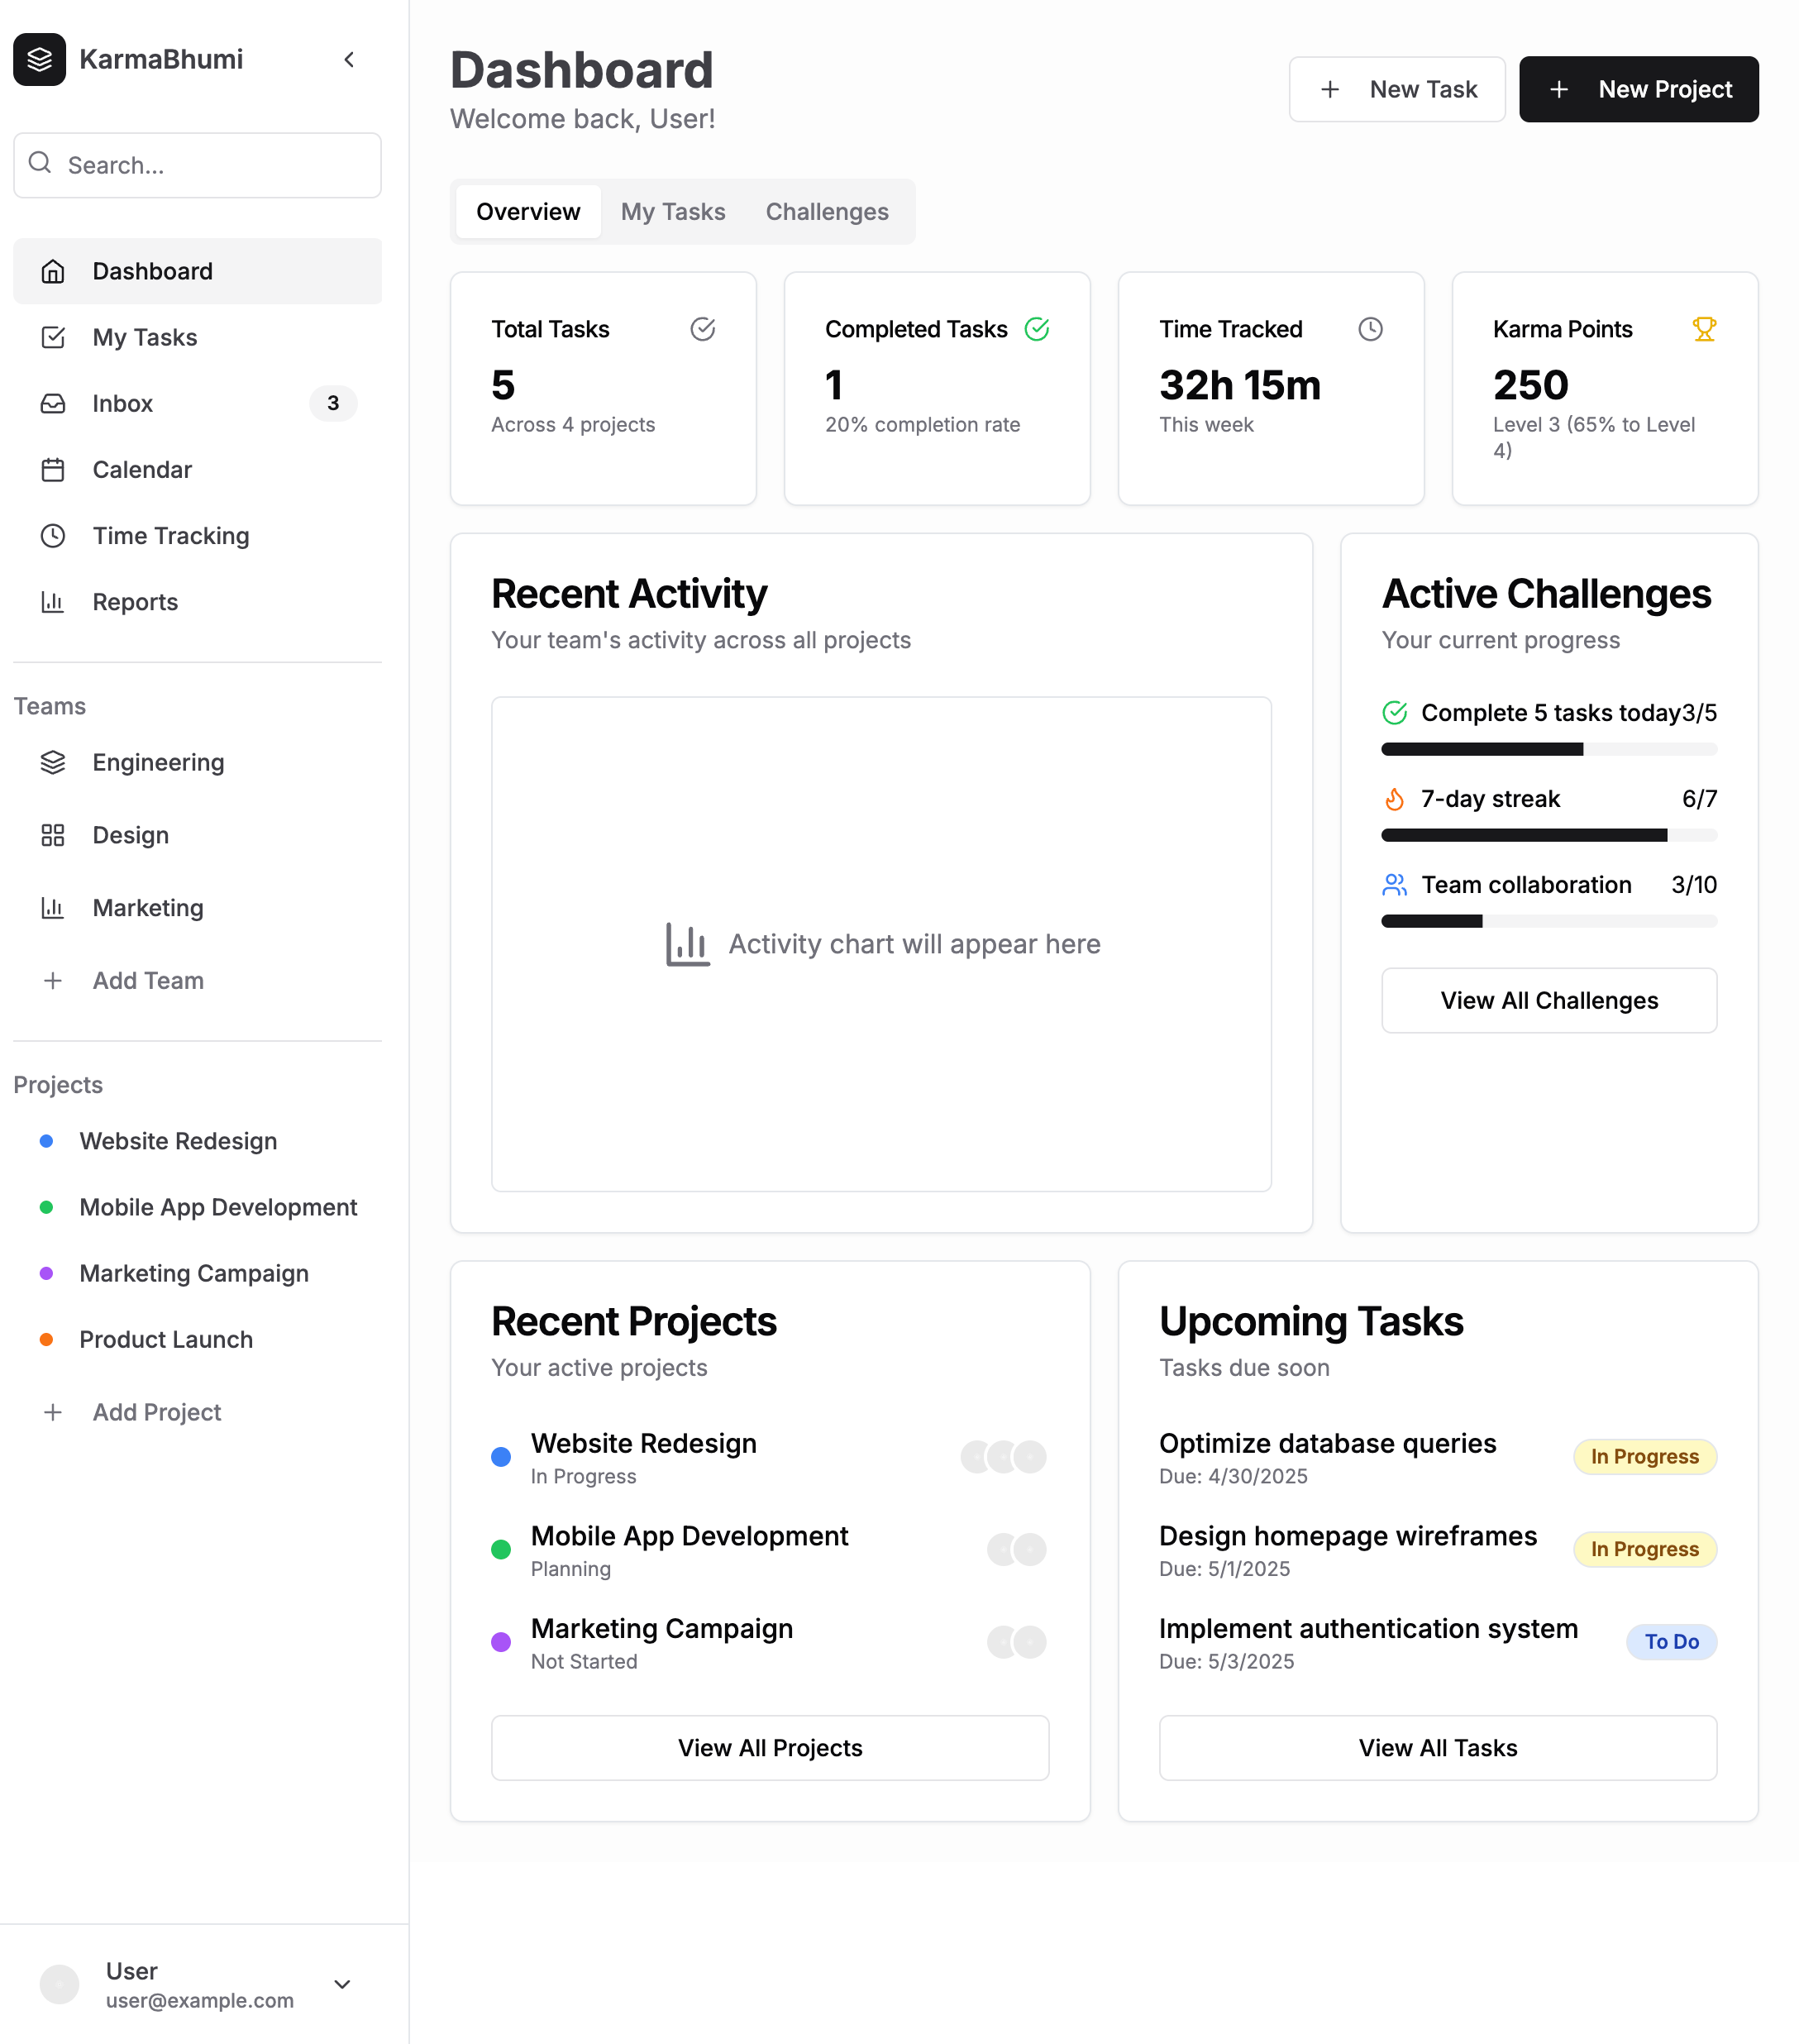 KarmaBhumi
Search...
Dashboard
My Tasks
Inbox
3
Calendar
Time Tracking
Reports
Teams
Engineering
Design
Marketing
Add Team
Projects
Website Redesign
Mobile App Development
Marketing Campaign
Product Launch
Add Project
User
user@example.com
Dashboard
Welcome back, User!
New Task
New Project
Overview
My Tasks
Challenges
Total Tasks
5
Across 4 projects
Completed Tasks
1
20% completion rate
Time Tracked
32h 15m
This week
Karma Points
250
Level 3 (65% to Level
4)
Recent Activity
Your team's activity across all projects
Activity chart will appear here
Active Challenges
Your current progress
Complete 5 tasks today 3/5
7-day streak 6/7
Team collaboration 3/10
View All Challenges
Recent Projects
Your active projects
Website Redesign
In Progress
Mobile App Development
Planning
Marketing Campaign
Not Started
View All Projects
Upcoming Tasks
Tasks due soon
Optimize database queries
Due: 4/30/2025
In Progress
Design homepage wireframes
Due: 5/1/2025
In Progress
Implement authentication system
Due: 5/3/2025
To Do
View All Tasks